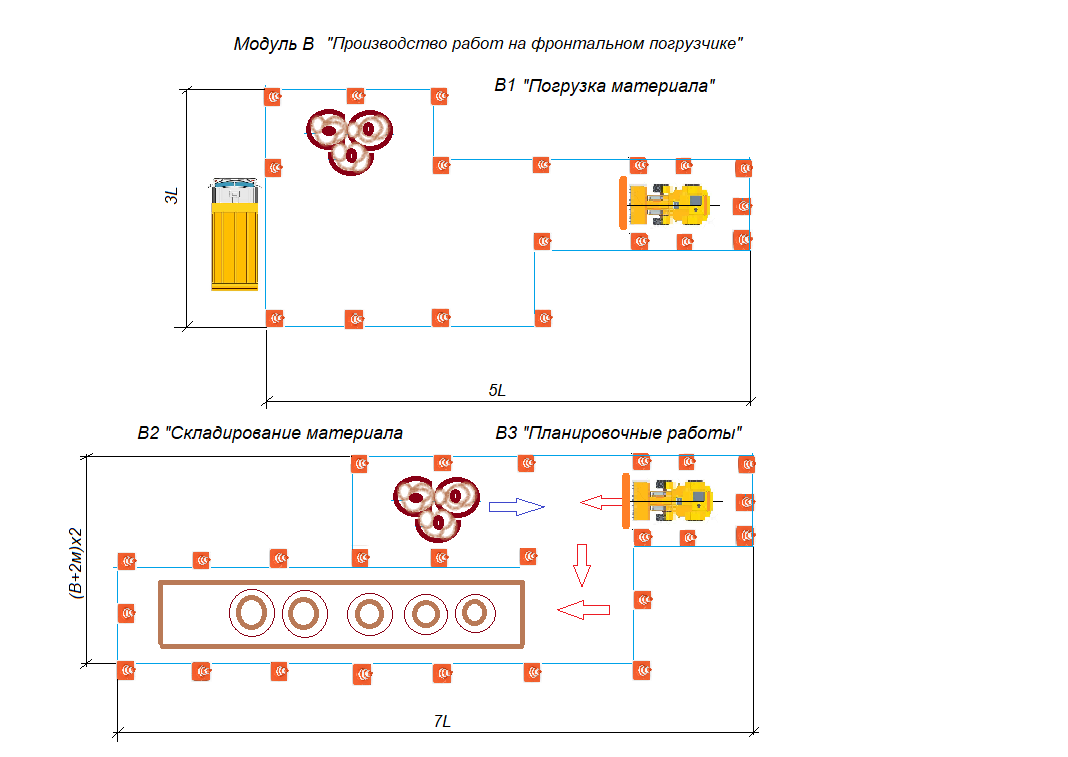 Модуль В "Производство работ на фронтальном погрузчике"
В1 "Погрузка материала"
3L
5L
В2 "Складирование материала
В3 "Планировочные работы"
(В+2м)х2
7L